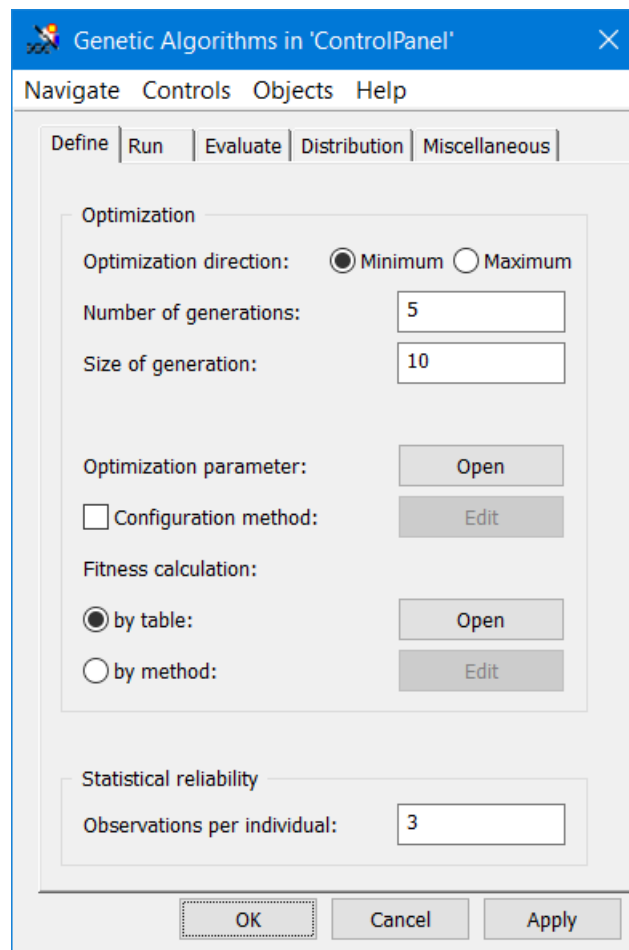 Genetic Algorithms in 'ControlPanel'
Navigate Controls Objects Help
Define Run Evaluate Distribution Miscellaneous
Optimization
Optimization direction: Minimum Maximum
Number of generations: 5
Size of generation: 10
Optimization parameter: Open
Configuration method: Edit
Fitness calculation:
by table: Open
by method: Edit
Statistical reliability
Observations per individual: 3
OK Cancel Apply